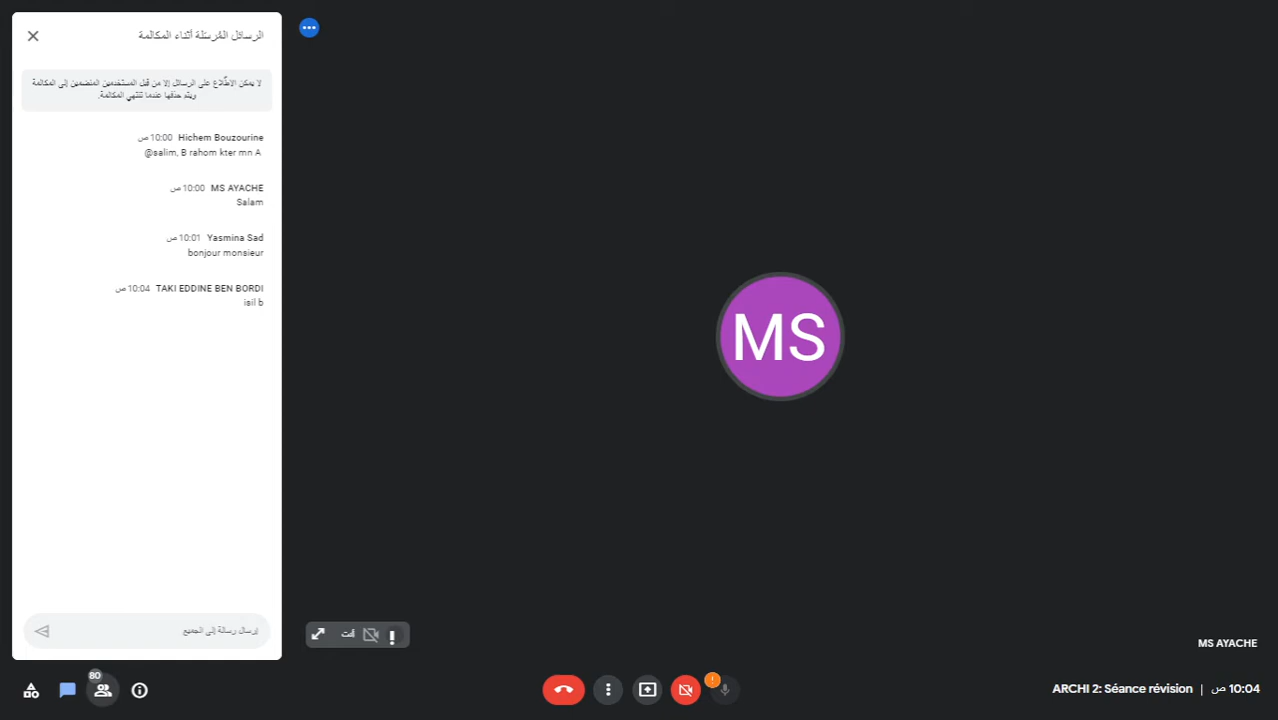 الرسائل المُرسَلة أثناء المكالمة
لا يمكن الاطّلاع على الرسائل إلا من قِبل المستخدمين المنضمين إلى المكالمة
ويتم حذفها عندما تنتهي المكالمة.
Hichem Bouzourine 10:00 ص
@salim, B rahom kter mn A
MS AYACHE 10:00 ص
Salam
Yasmina Sad 10:01 ص
bonjour monsieur
TAKI EDDINE BEN BORDI 10:04 ص
isil b
إرسال رسالة إلى الجميع
MS
أنت
MS AYACHE
80
ARCHI 2: Séance révision | 10:04 ص